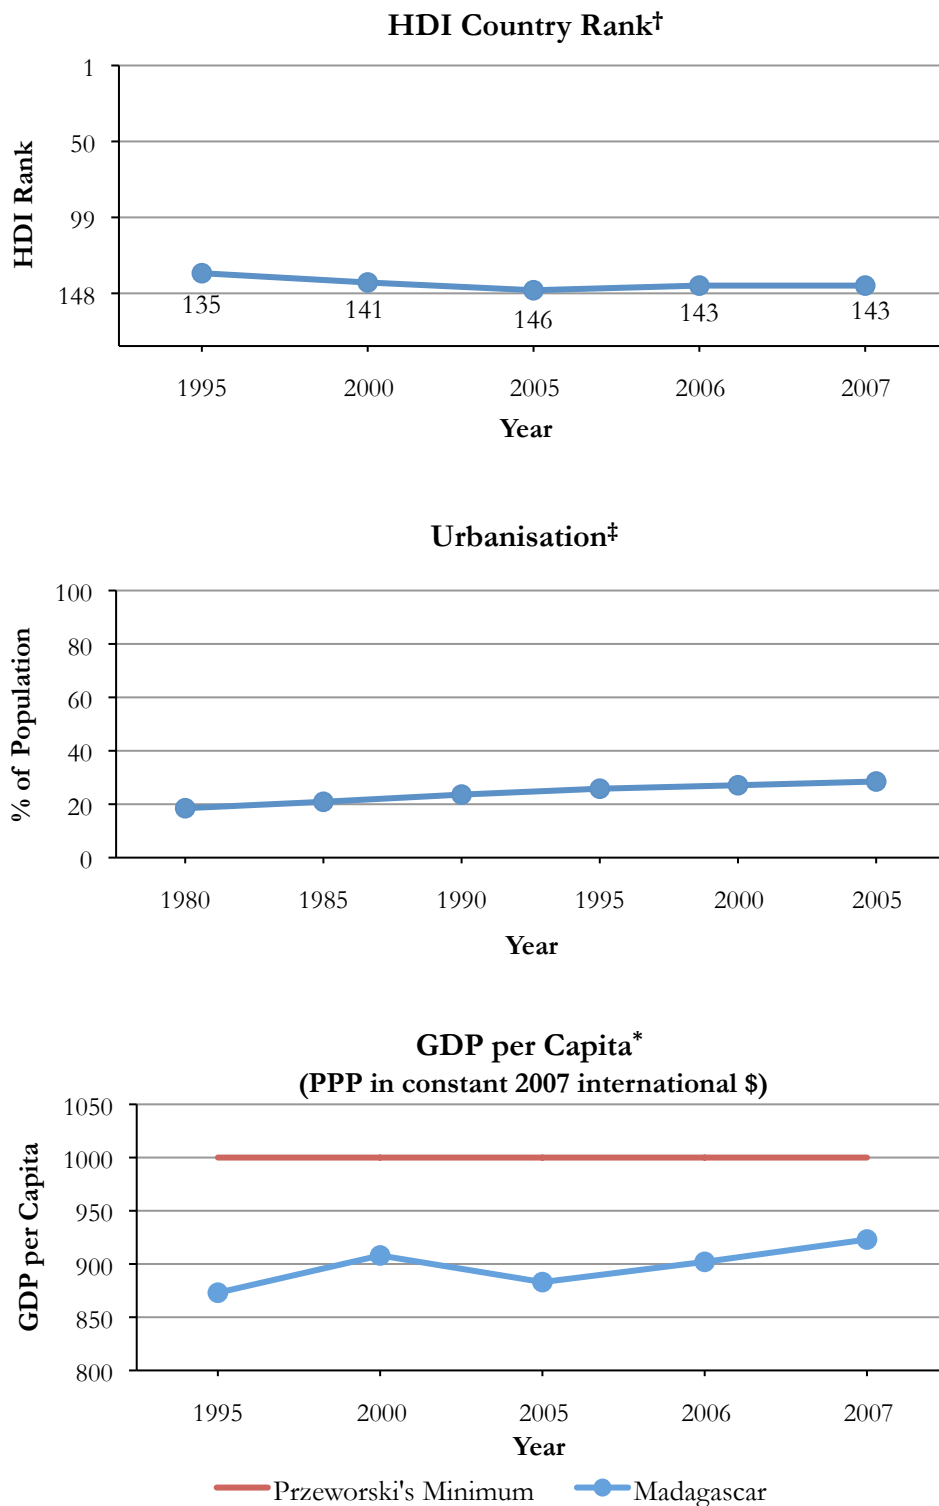 HDI Country Rank†
1
50
99
148
HDI Rank
135
141
146
143
143
1995 2000 2005 2006 2007
Year
Urbanisation‡
100
80
60
40
20
0
% of Population
1980 1985 1990 1995 2000 2005
Year
GDP per Capita*
(PPP in constant 2007 international $)
1050
1000
950
900
850
800
GDP per Capita
1995 2000 2005 2006 2007
Year
Przeworski's Minimum Madagascar